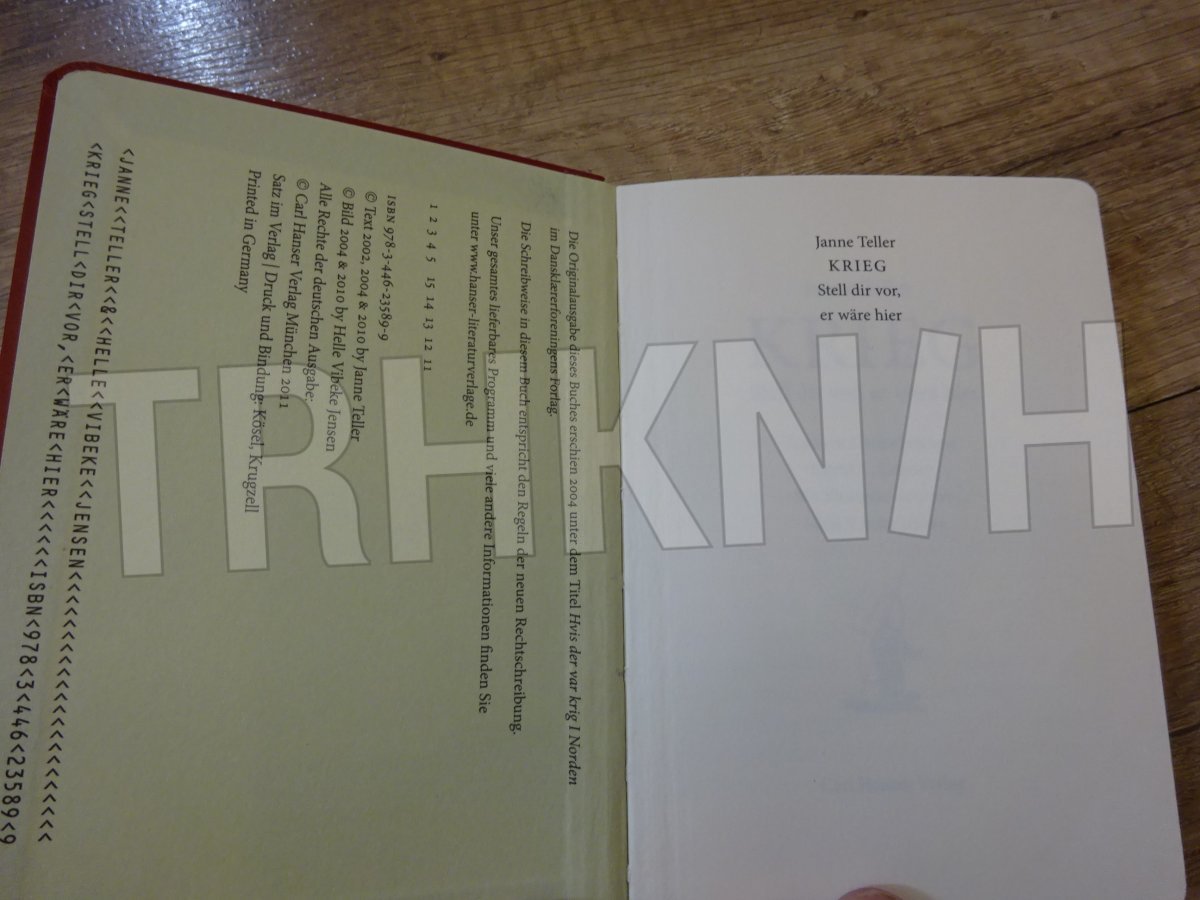 Die Originalausgabe dieses Buches erschien 2004 unter dem Titel Hvis der var krig I Norden
im Dansklærerforeningens Forlag.
Die Schreibweise in diesem Buch entspricht den Regeln der neuen Rechtschreibung.
Unser gesamtes lieferbares Programm und viele andere Informationen finden Sie
unter www.hanser-literaturverlage.de
1 2 3 4 5 15 14 13 12 11
ISBN 978-3-446-23589-9
© Text 2002, 2004 & 2010 by Janne Teller
© Bild 2004 & 2010 by Helle Vibeke Jensen
Alle Rechte der deutschen Ausgabe:
© Carl Hanser Verlag München 2011
Satz im Verlag | Druck und Bindung: Kösel, Krugzell
Printed in Germany
<JANNE<<TELLER<<&<<HELLE<<VIBEKE<<JENSEN<<<<<<<<<<<<<<<<<<<<
<KRIEG<STELL<DIR<VOR,<ER<WÄRE<HIER<<<<<<ISBN<978<3<446<23589<9
Janne Teller
KRIEG
Stell dir vor,
er wäre hier
TRHKN/H